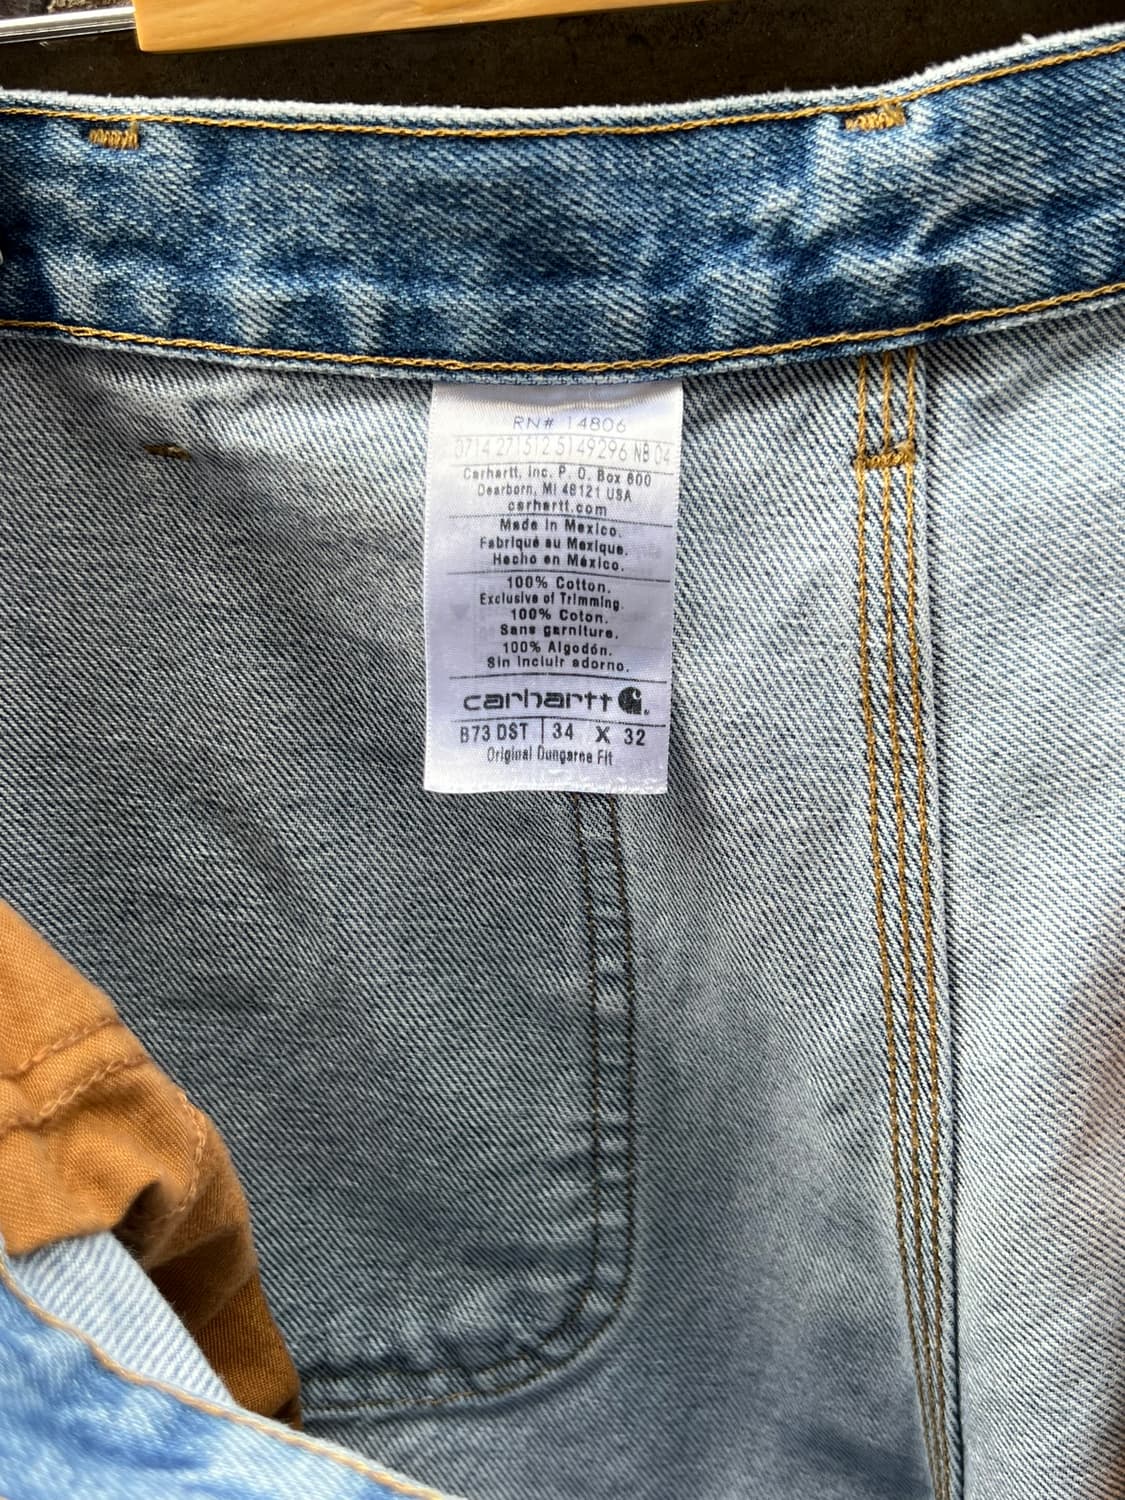 RN# 14806
0714 271512 5149296 NB 04
Carhartt, Inc. P. O. Box 600
Dearborn, MI 48121 USA
carhartt.com
Made in Mexico.
Fabriqué au Mexique.
Hecho en México.
100% Cotton.
Exclusive of Trimming.
100% Coton.
Sans garniture.
100% Algodón.
Sin incluir adorno.
carhartt
B73 DST | 34 X 32
Original Dungaree Fit